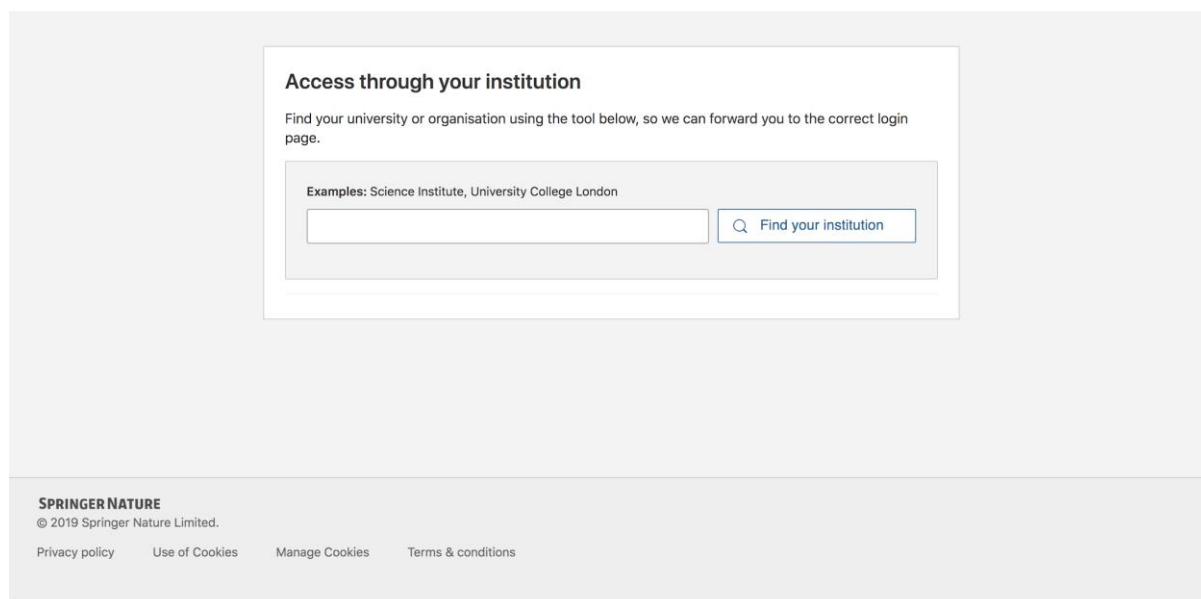 Access through your institution
Find your university or organisation using the tool below, so we can forward you to the correct login
page.
Examples: Science Institute, University College London
Find your institution
SPRINGER NATURE
© 2019 Springer Nature Limited.
Privacy policy Use of Cookies Manage Cookies Terms & conditions